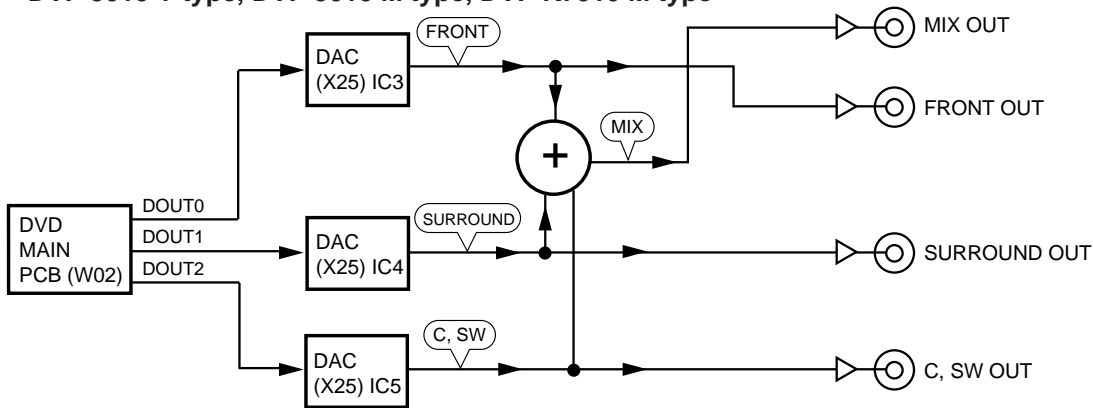 FRONT
MIX OUT
DAC
(X25) IC3
FRONT OUT
MIX
+
DOUT0
DVD
MAIN
PCB (W02)
DOUT1
DOUT2
SURROUND
DAC
(X25) IC4
SURROUND OUT
C, SW
DAC
(X25) IC5
C, SW OUT